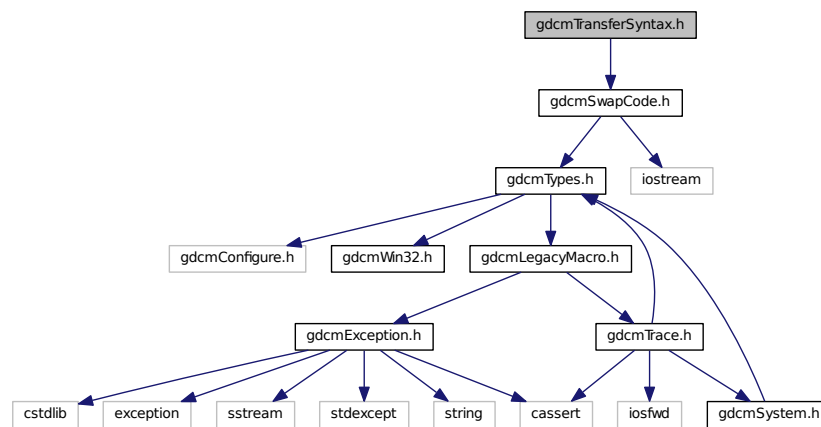 gdcmTransferSyntax.h
gdcmSwapCode.h
gdcmTypes.h
iostream
gdcmConfigure.h
gdcmWin32.h
gdcmLegacyMacro.h
gdcmException.h
gdcmTrace.h
cstdlib
exception
sstream
stdexcept
string
cassert
iosfwd
gdcmSystem.h